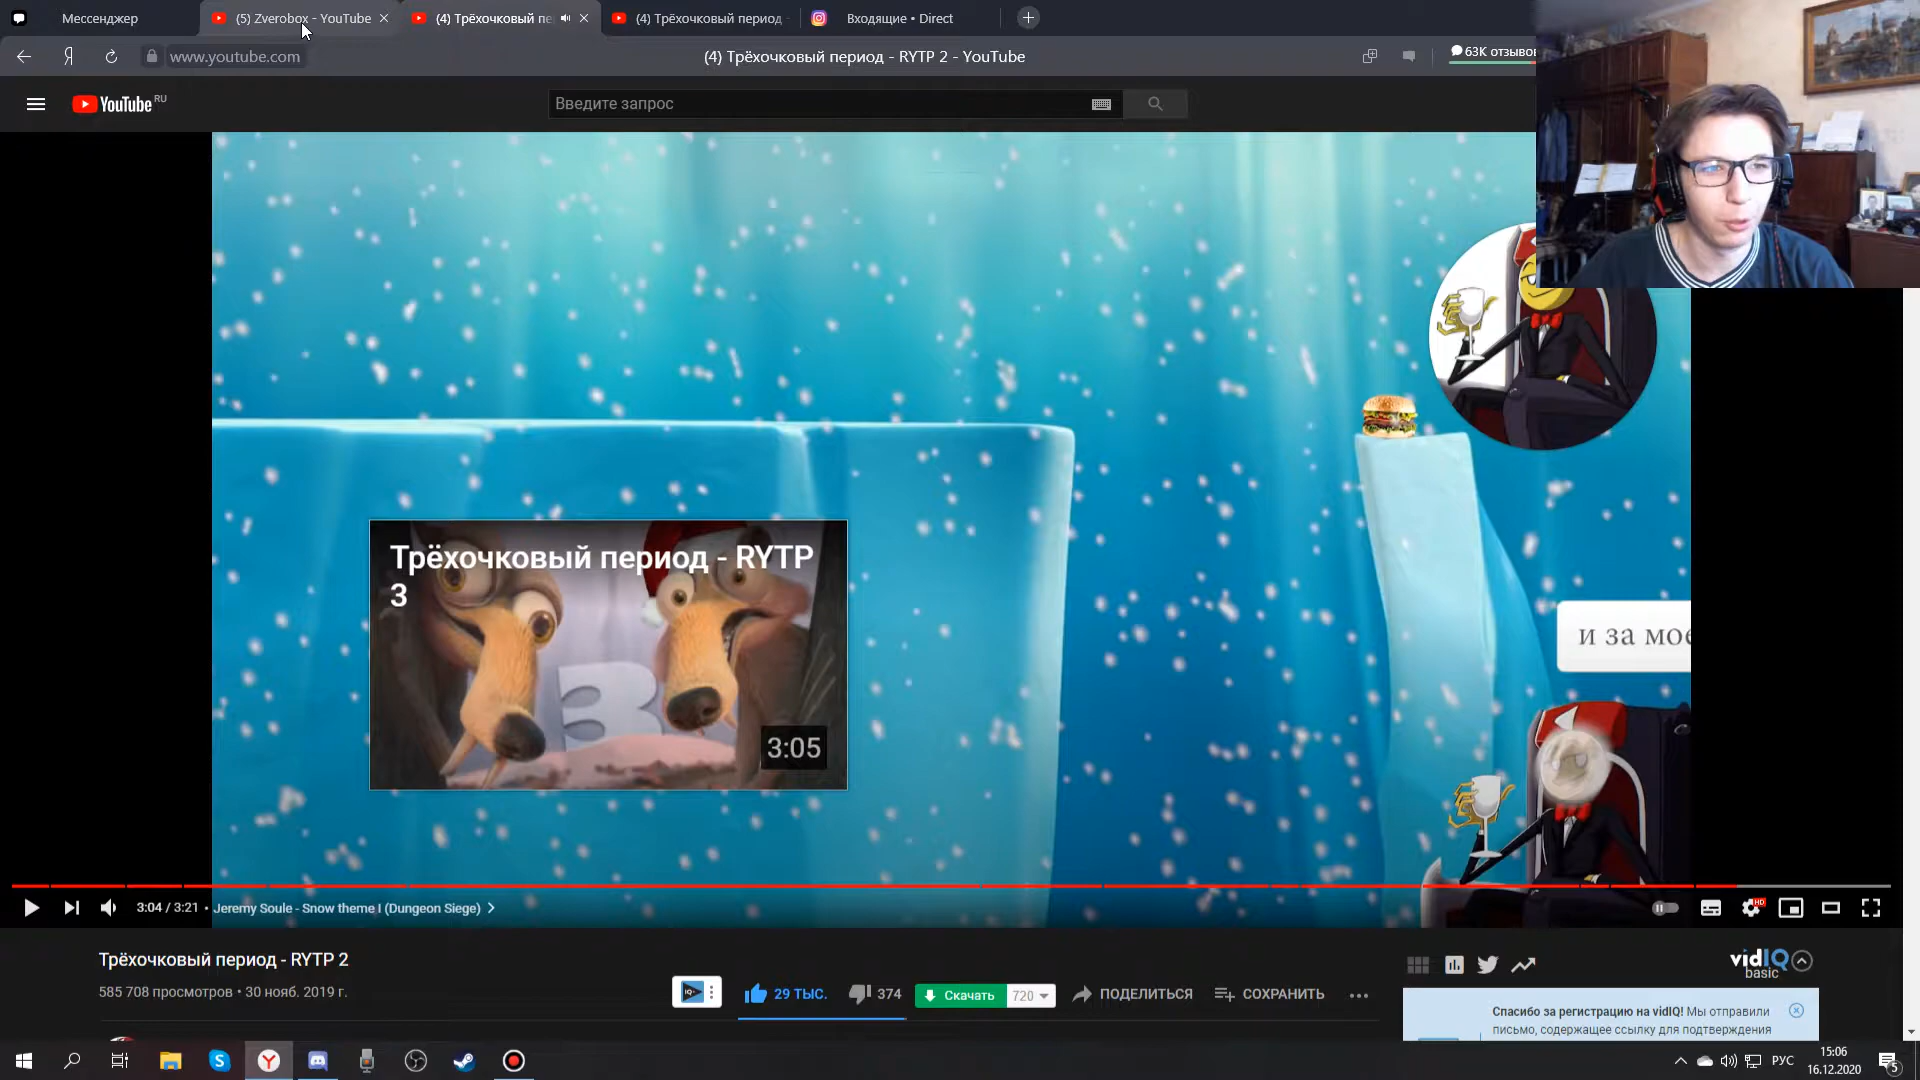 Мессенджер
(5) Zverobox - YouTube
(4) Трёхочковый пе
(4) Трёхочковый период
Входящие • Direct
www.youtube.com
(4) Трёхочковый период - RYTP 2 - YouTube
63K отзывов
YouTube RU
Введите запрос
Трёхочковый период - RYTP
3
3:05
и за мое
3:04 / 3:21 • Jeremy Soule - Snow theme I (Dungeon Siege)
HD
Трёхочковый период - RYTP 2
585 708 просмотров • 30 нояб. 2019 г.
29 ТЫС.
374
Скачать
720
ПОДЕЛИТЬСЯ
СОХРАНИТЬ
vidIQ
basic
Спасибо за регистрацию на vidIQ! Мы отправили
письмо, содержащее ссылку для подтверждения
РУС
15:06
16.12.2020
5